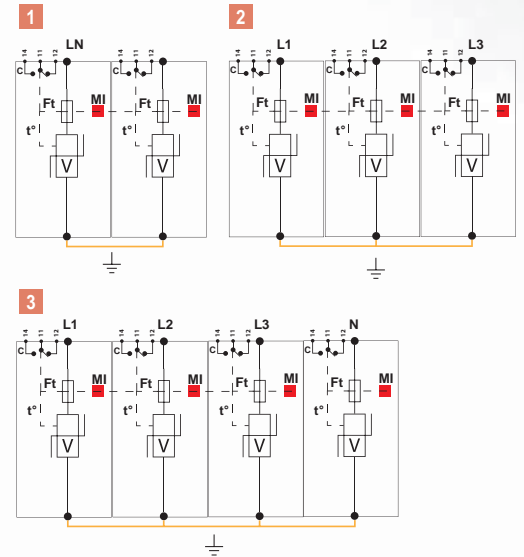 1
2
14 11 12 LN 14 11 12
L1 14 11 12 L2 14 11 12 L3 14 11 12
C C
C C C
Ft MI Ft MI
Ft MI Ft MI Ft MI
t° t°
t° t° t°
V V
V V V
3
14 11 12 L1 14 11 12 L2 14 11 12 L3 14 11 12 N
C C C C
Ft MI Ft MI Ft MI Ft MI
t° t° t° t°
V V V V